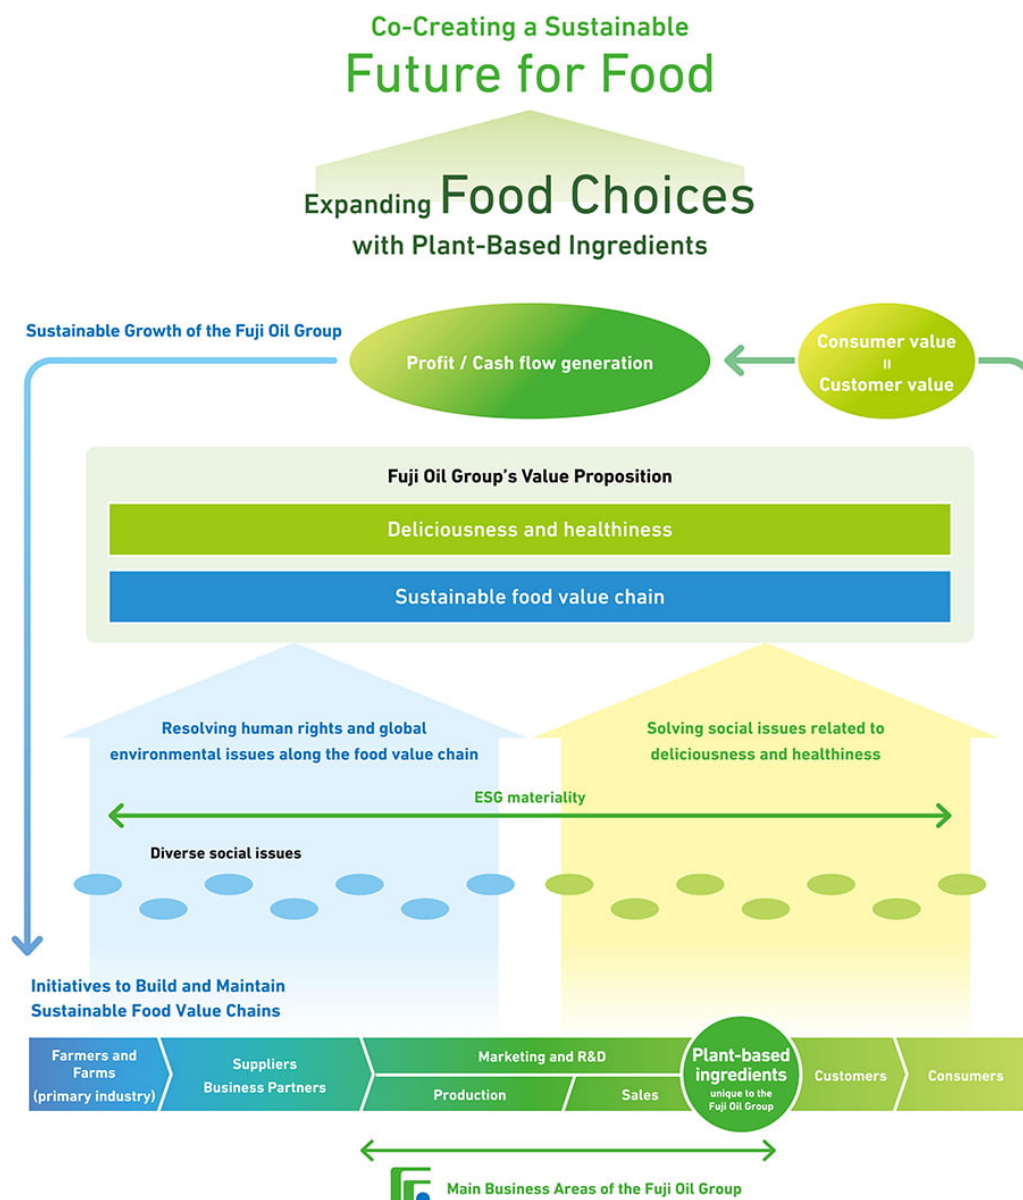 Co-Creating a Sustainable
Future for Food
Expanding Food Choices
with Plant-Based Ingredients
Sustainable Growth of the Fuji Oil Group
Profit / Cash flow generation
Consumer value
=
Customer value
Fuji Oil Group's Value Proposition
Deliciousness and healthiness
Sustainable food value chain
Resolving human rights and global
environmental issues along the food value chain
Solving social issues related to
deliciousness and healthiness
ESG materiality
Diverse social issues
Initiatives to Build and Maintain
Sustainable Food Value Chains
Farmers and
Farms
(primary industry)
Suppliers
Business Partners
Marketing and R&D
Production
Sales
Plant-based
ingredients
unique to the
Fuji Oil Group
Customers
Consumers
Main Business Areas of the Fuji Oil Group